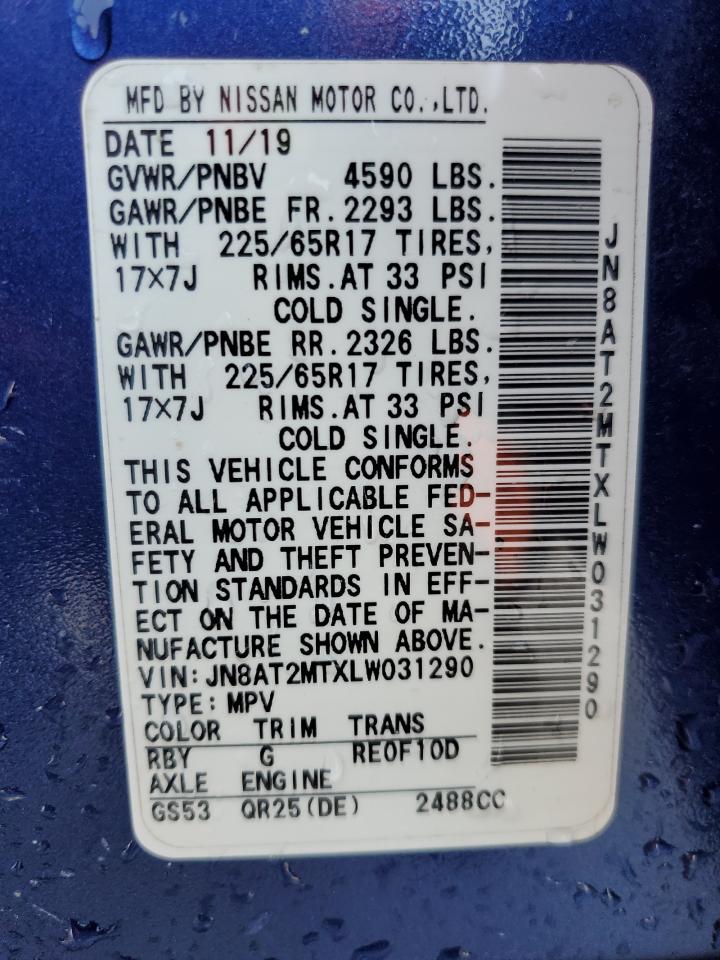 MFD BY NISSAN MOTOR CO.,LTD.
DATE 11/19
GVWR/PNBV 4590 LBS.
GAWR/PNBE FR. 2293 LBS.
WITH 225/65R17 TIRES,
17×7J RIMS.AT 33 PSI
COLD SINGLE.
GAWR/PNBE RR. 2326 LBS.
WITH 225/65R17 TIRES,
17×7J RIMS.AT 33 PSI
COLD SINGLE.
THIS VEHICLE CONFORMS
TO ALL APPLICABLE FED-
ERAL MOTOR VEHICLE SA-
FETY AND THEFT PREVEN-
TION STANDARDS IN EFF-
ECT ON THE DATE OF MA-
NUFACTURE SHOWN ABOVE.
VIN:JN8AT2MTXLW031290
TYPE:MPV
COLOR TRIM TRANS
RBY G RE0F10D
AXLE ENGINE
GS53 QR25(DE) 2488CC
JN8AT2MTXLW031290